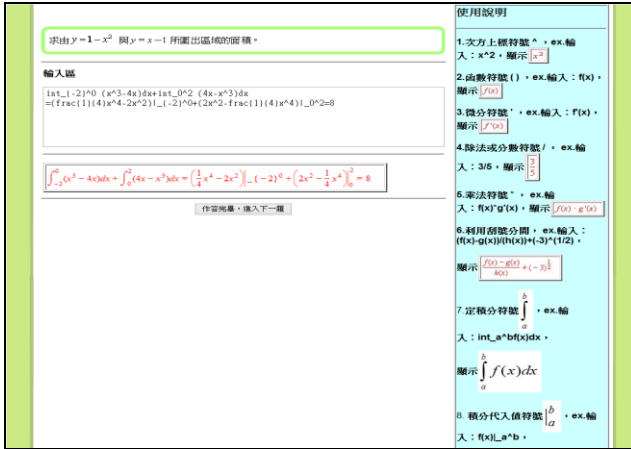 求由 y = 1 − x² 與 y = x − 1 所圍出區域的面積。
輸入區
int_{-2}^0 (x^3-4x)dx+int_0^2 (4x-x^3)dx
=(frac{1}{4}x^4-2x^2)|_{-2}^0+(2x^2-frac{1}{4}x^4)|_0^2=8
∫_{-2}^{0}(x³ − 4x)dx + ∫_0^2(4x − x³)dx = (1/4 x⁴ − 2x²)|_{−2}⁰ + (2x² − 1/4 x⁴)|_0^2 = 8
作答完畢，進入下一題
使用說明
1.次方上標符號 ^ ，ex.輸
入：x^2，顯示 x²
2.函數符號 ( ) ，ex.輸入：f(x)，
顯示 f(x)
3.微分符號 ' ，ex.輸入：f'(x)，
顯示 f'(x)
4.除法或分數符號 / ， ex.輸
入：3/5，顯示 3/5
5.乘法符號 * ， ex.輸
入：f(x)*g'(x)，顯示 f(x) · g'(x)
6.利用刮號分開， ex.輸入：
(f(x)-g(x))/(h(x))+(-3)^(1/2)，
顯示 (f(x) − g(x))/h(x) + (−3)^{1/2}
7.定積分符號 ∫_a^b ，ex.輸
入：int_a^bf(x)dx，
顯示 ∫_a^b f(x)dx
8. 積分代入值符號 |_a^b ，ex.輸
入：f(x)|_a^b，